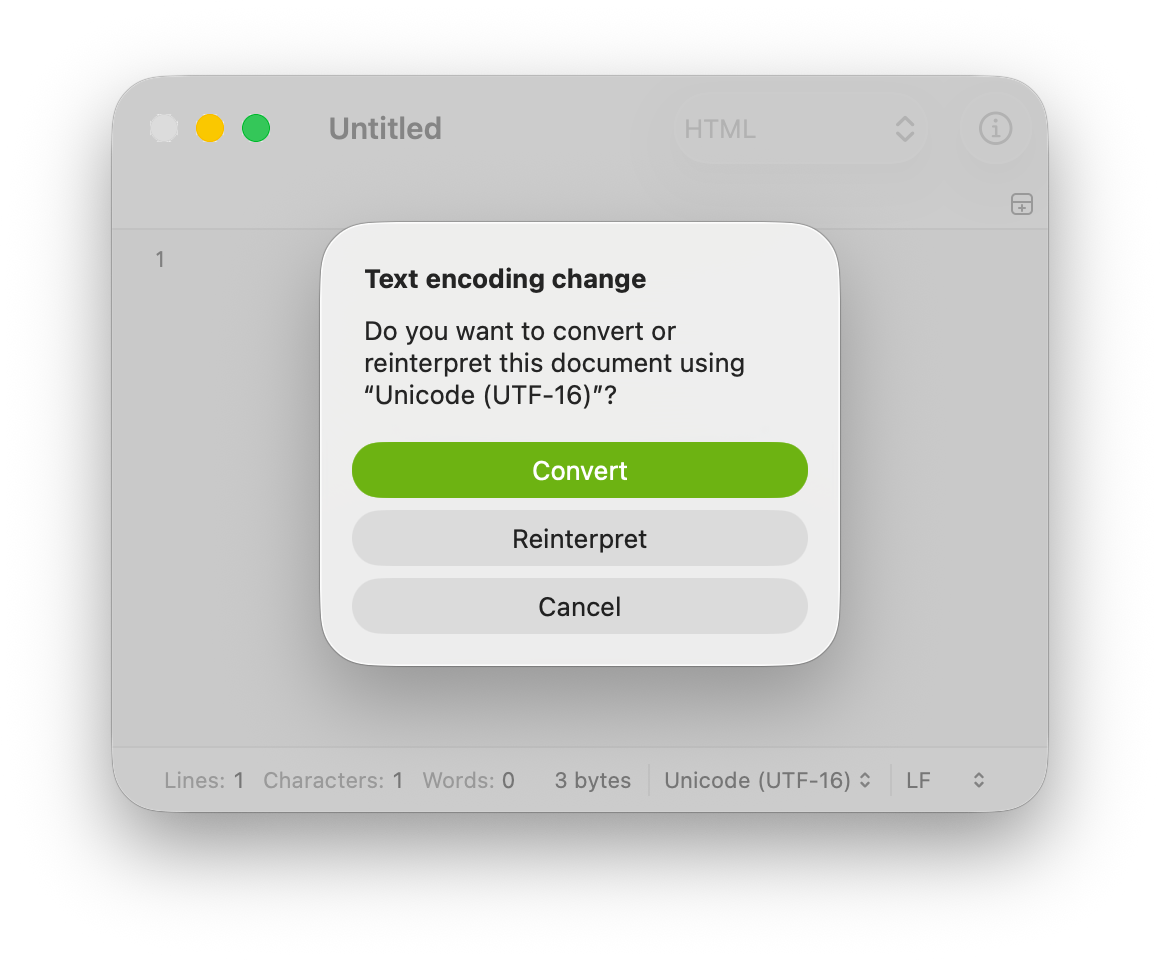 Untitled
HTML
1
Text encoding change
Do you want to convert or
reinterpret this document using
“Unicode (UTF-16)”?
Convert
Reinterpret
Cancel
Lines: 1 Characters: 1 Words: 0 3 bytes Unicode (UTF-16) LF